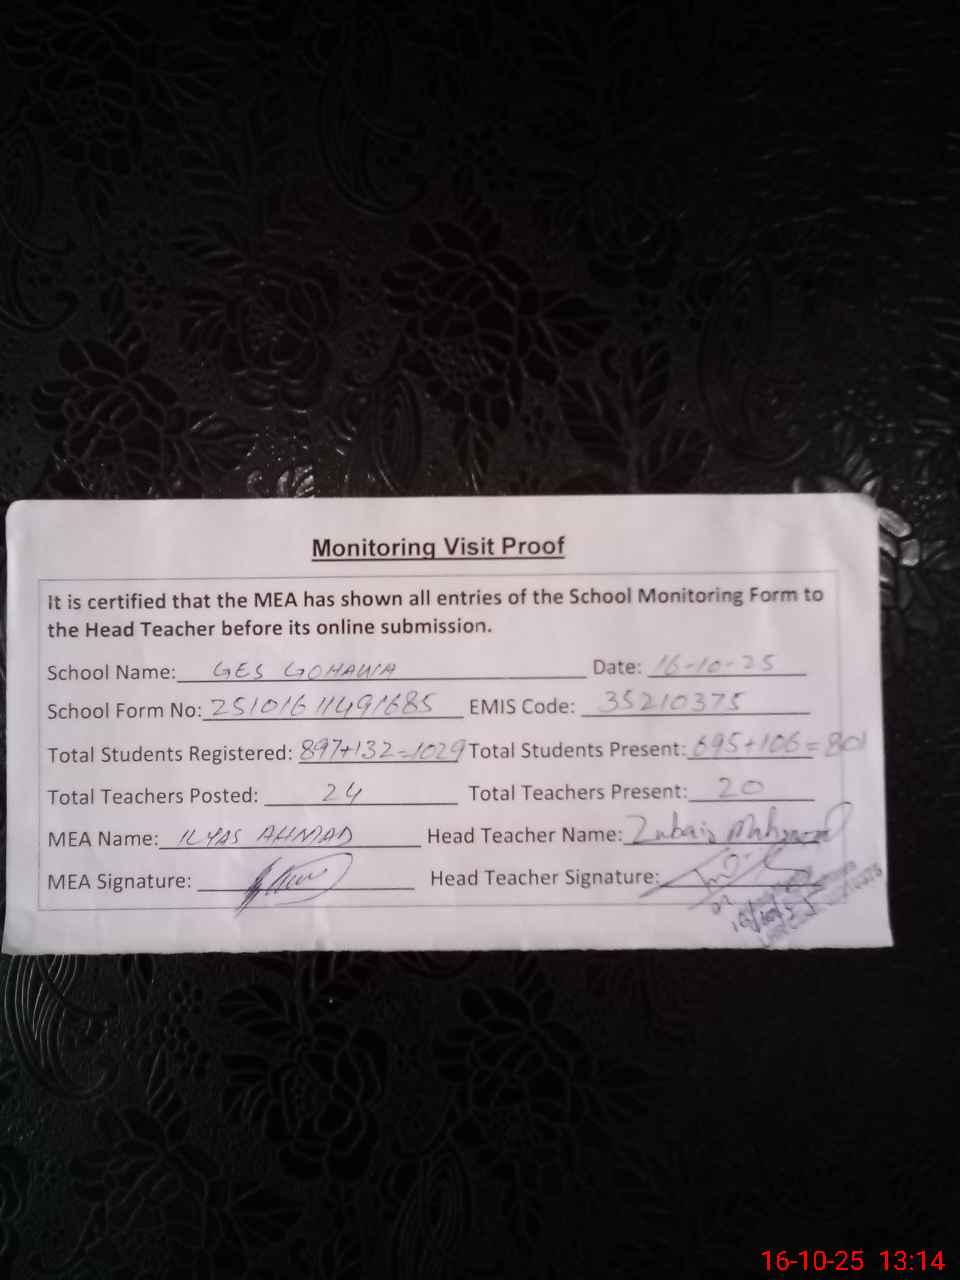 Monitoring Visit Proof
It is certified that the MEA has shown all entries of the School Monitoring Form to
the Head Teacher before its online submission.
School Name: GES GOHAWA Date: 16-10-25
School Form No: 25101611491685 EMIS Code: 35210375
Total Students Registered: 897+132=1029 Total Students Present: 695+106=801
Total Teachers Posted: 24 Total Teachers Present: 20
MEA Name: ILYAS AHMAD Head Teacher Name: Zubair Mahmood
MEA Signature: Head Teacher Signature:
16-10-25 13:14